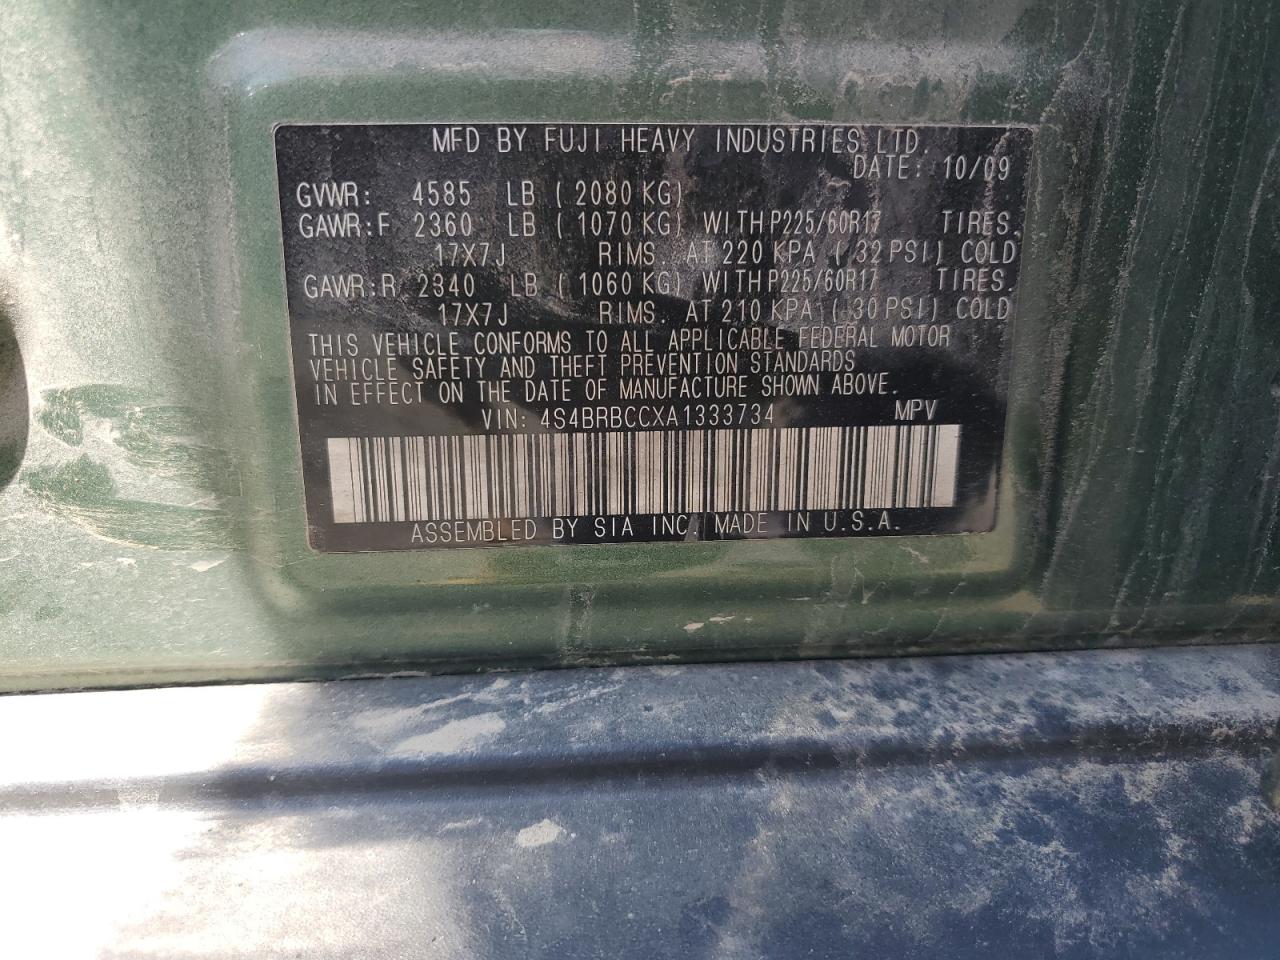 MFD BY FUJI HEAVY INDUSTRIES LTD.
DATE: 10/09
GVWR: 4585 LB ( 2080 KG)
GAWR:F 2360 LB ( 1070 KG) WITH P225/60R17 TIRES.
17X7J RIMS. AT 220 KPA ( 32 PSI) COLD
GAWR:R 2340 LB ( 1060 KG) WITH P225/60R17 TIRES.
17X7J RIMS. AT 210 KPA ( 30 PSI) COLD
THIS VEHICLE CONFORMS TO ALL APPLICABLE FEDERAL MOTOR
VEHICLE SAFETY AND THEFT PREVENTION STANDARDS
IN EFFECT ON THE DATE OF MANUFACTURE SHOWN ABOVE.
VIN: 4S4BRBCCXA1333734 MPV
ASSEMBLED BY SIA INC. MADE IN U.S.A.